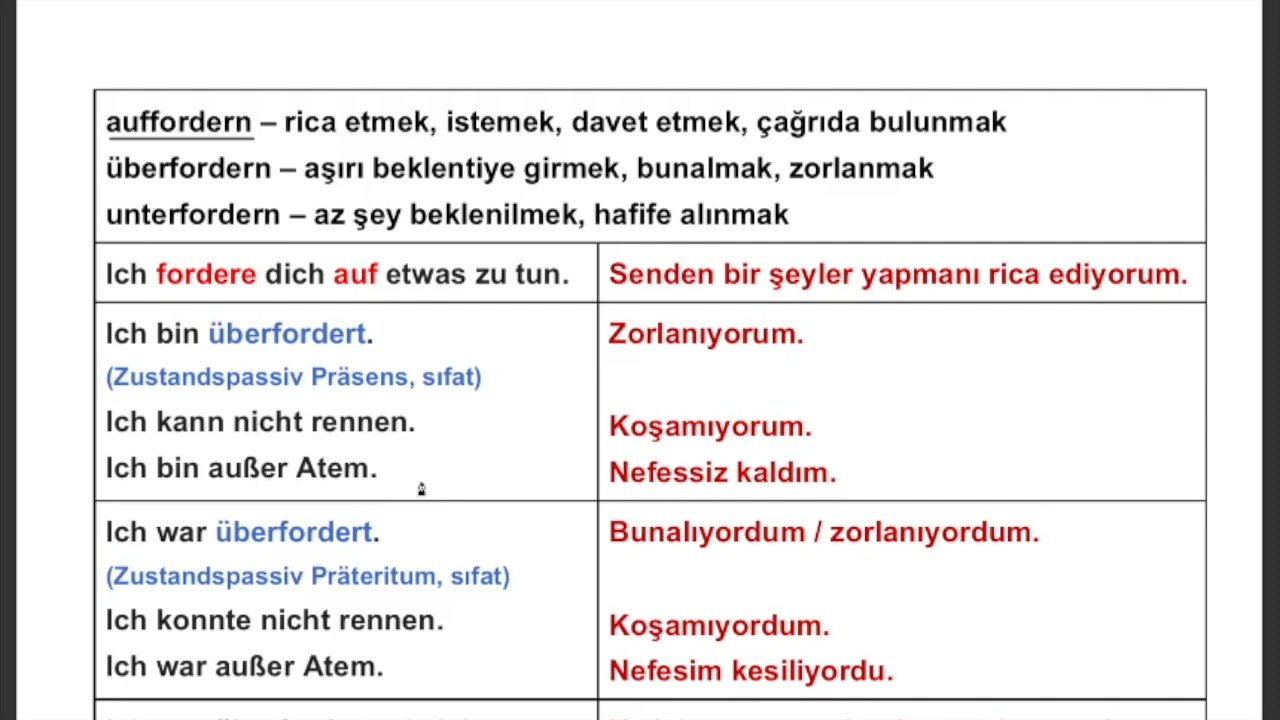 auffordern – rica etmek, istemek, davet etmek, çağrıda bulunmak
überfordern – aşırı beklentiye girmek, bunalmak, zorlanmak
unterfordern – az şey beklenilmek, hafife alınmak
Ich fordere dich auf etwas zu tun.
Senden bir şeyler yapmanı rica ediyorum.
Ich bin überfordert.
(Zustandspassiv Präsens, sıfat)
Ich kann nicht rennen.
Ich bin außer Atem.
Zorlanıyorum.
Koşamıyorum.
Nefessiz kaldım.
Ich war überfordert.
(Zustandspassiv Präteritum, sıfat)
Ich konnte nicht rennen.
Ich war außer Atem.
Bunalıyordum / zorlanıyordum.
Koşamıyordum.
Nefesim kesiliyordu.